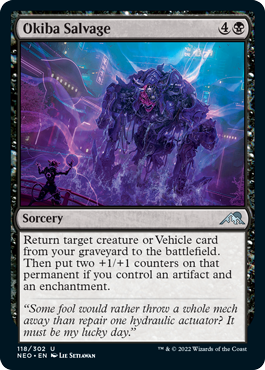 Okiba Salvage 4
Sorcery
Return target creature or Vehicle card
from your graveyard to the battlefield.
Then put two +1/+1 counters on that
permanent if you control an artifact and
an enchantment.
“Some fool would rather throw a whole mech
away than repair one hydraulic actuator? It
must be my lucky day.”
118/302 U
NEO • EN Lie Setiawan
™ & © 2022 Wizards of the Coast